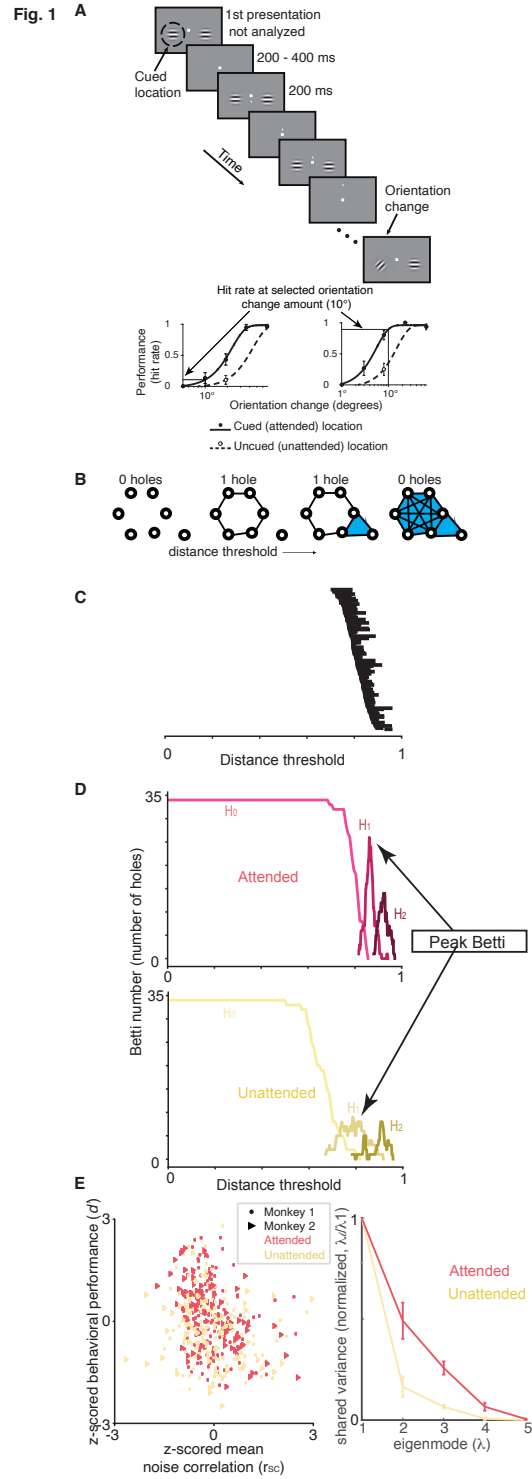 Fig. 1
A
1st presentation
not analyzed
Cued
location
200 - 400 ms
200 ms
Time
Orientation
change
Hit rate at selected orientation
change amount (10°)
Performance
(hit rate)
1
0.5
0
10°
1
0.5
0
1°
10°
Orientation change (degrees)
Cued (attended) location
Uncued (unattended) location
B
0 holes
1 hole
1 hole
0 holes
distance threshold
C
0
1
Distance threshold
D
Betti number (number of holes)
35
H0
H1
Attended
H2
0
0
1
Peak Betti
35
H0
Unattended
H1
H2
0
0
1
Distance threshold
E
Monkey 1
Monkey 2
Attended
Unattended
z-scored behavioral performance (d')
3
0
-3
-3
0
3
z-scored mean
noise correlation (rSC)
shared variance (normalized, λi/λ1)
1
0
Attended
Unattended
1
2
3
4
5
eigenmode (λ)